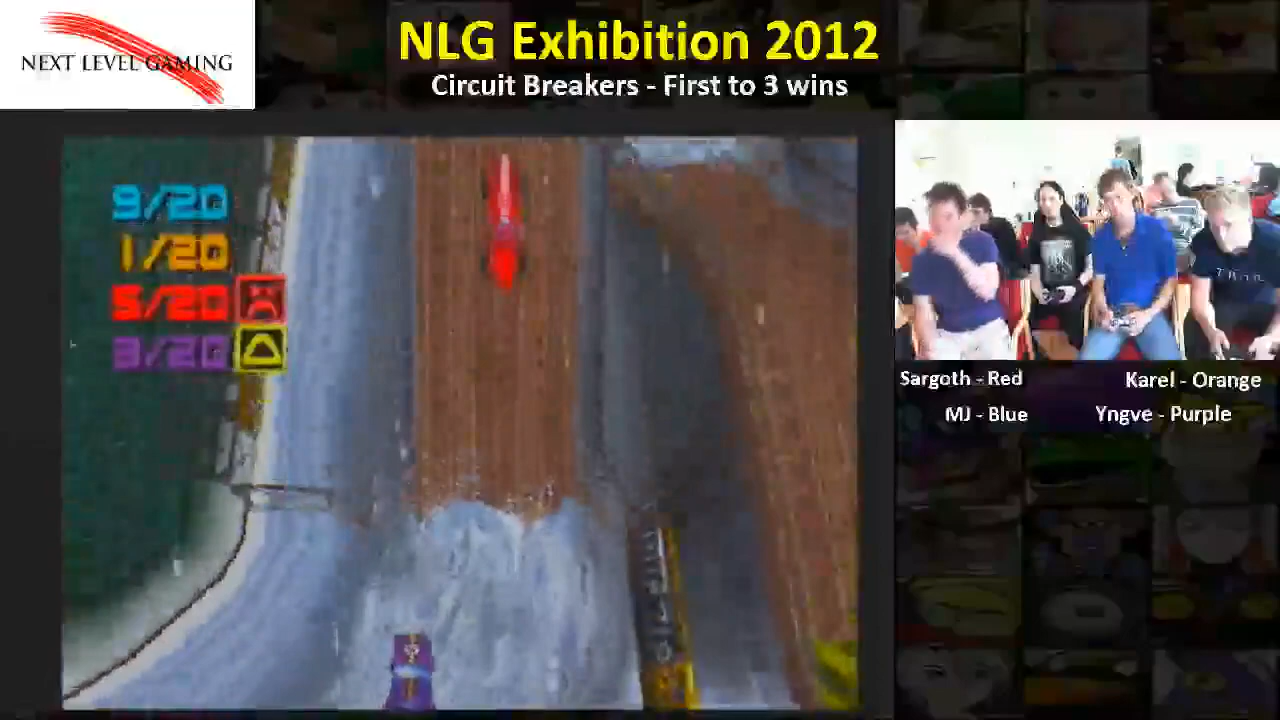 NEXT LEVEL GAMING
NLG Exhibition 2012
Circuit Breakers - First to 3 wins
9/20
1/20
5/20
3/20
Sargoth - Red
Karel - Orange
MJ - Blue
Yngve - Purple